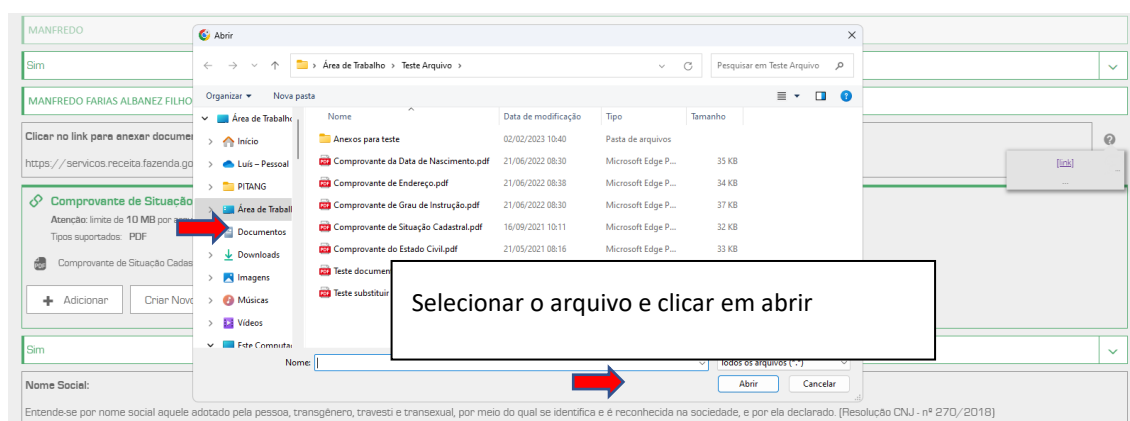 MANFREDO
Sim
MANFREDO FARIAS ALBANEZ FILHO
Clicar no link para anexar docume
https://servicos.receita.fazenda.go
[link]
...
...
Comprovante de Situação
Atenção: limite de 10 MB por
Tipos suportados: PDF
Comprovante de Situação Cadas
Adicionar
Criar Novo
Sim
Nome Social:
Entende-se por nome social aquele adotado pela pessoa, transgênero, travesti e transexual, por meio do qual se identifica e é reconhecida na sociedade, e por ela declarado. (Resolução CNJ - nº 270/2018)
Abrir
Área de Trabalho > Teste Arquivo >
Pesquisar em Teste Arquivo
Organizar
Nova pasta
Área de Trabalho
Início
Luís – Pessoal
PITANG
Área de Traball
Documentos
Downloads
Imagens
Músicas
Vídeos
Este Computa
Nome Data de modificação Tipo Tamanho
Anexos para teste 02/02/2023 10:40 Pasta de arquivos
Comprovante da Data de Nascimento.pdf 21/06/2022 08:30 Microsoft Edge P... 35 KB
Comprovante de Endereço.pdf 21/06/2022 08:38 Microsoft Edge P... 34 KB
Comprovante de Grau de Instrução.pdf 21/06/2022 08:30 Microsoft Edge P... 37 KB
Comprovante de Situação Cadastral.pdf 16/09/2021 10:11 Microsoft Edge P... 32 KB
Comprovante do Estado Civil.pdf 21/05/2021 08:16 Microsoft Edge P... 33 KB
Teste documen
Teste substituir
Selecionar o arquivo e clicar em abrir
Nome:
Todos os arquivos (*.*)
Abrir
Cancelar